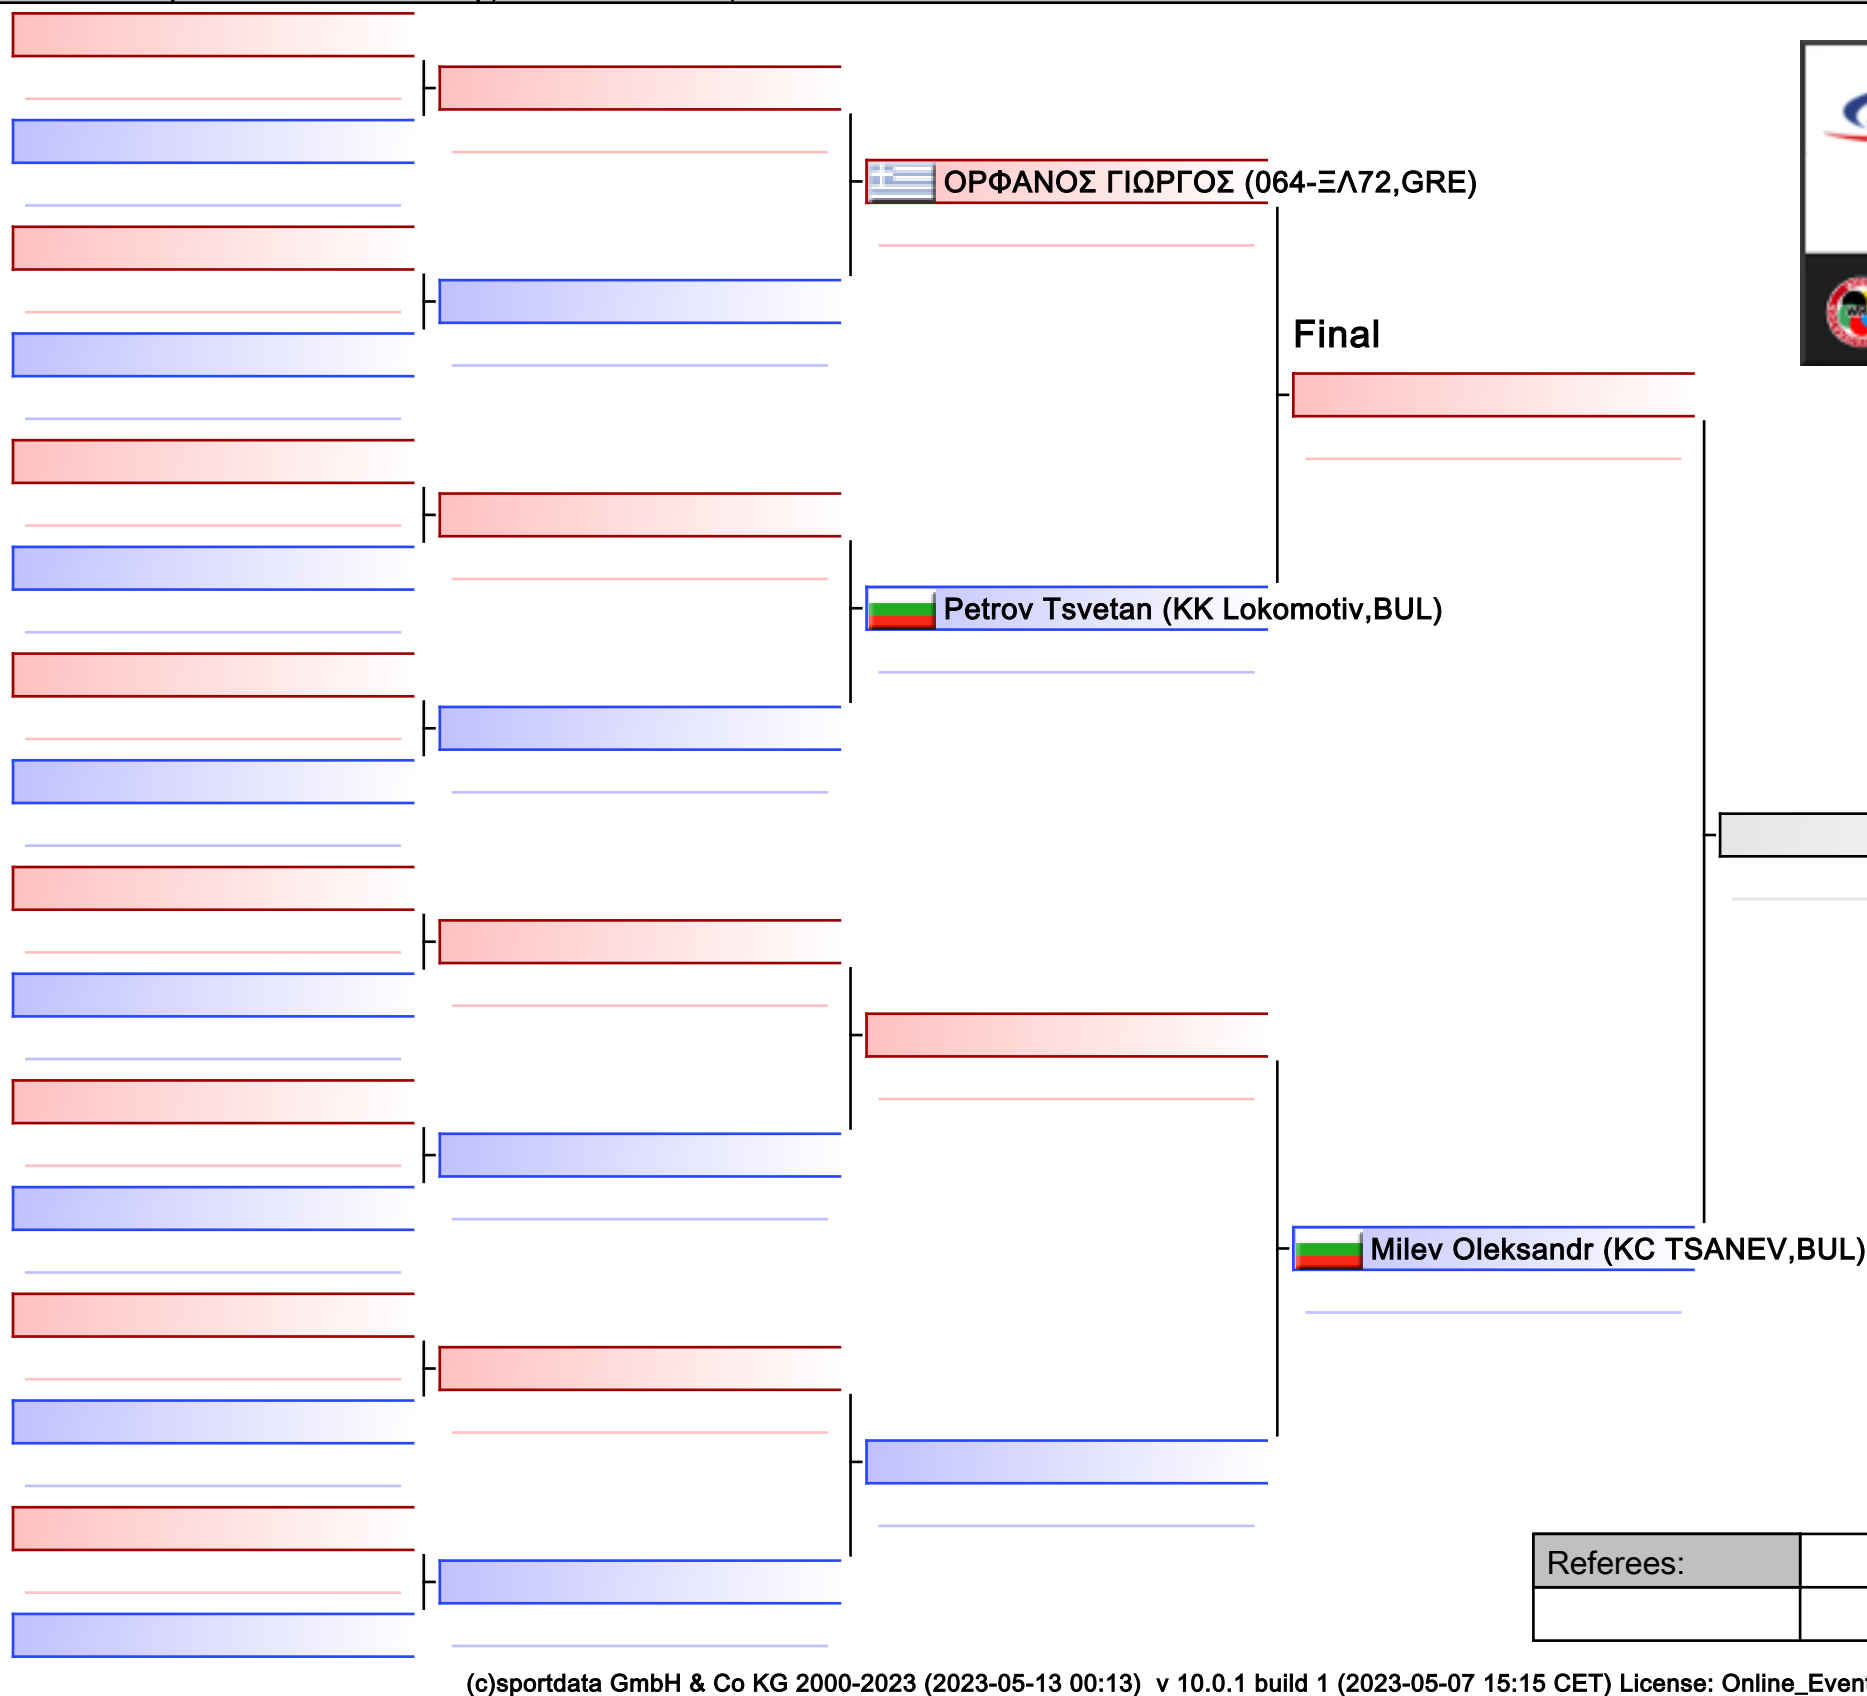 ΟΡΦΑΝΟΣ ΓΙΩΡΓΟΣ (064-ΞΛ72,GRE)
Final
Petrov Tsvetan (KK Lokomotiv,BUL)
Milev Oleksandr (KC TSANEV,BUL)
Referees:
(c)sportdata GmbH & Co KG 2000-2023 (2023-05-13 00:13) v 10.0.1 build 1 (2023-05-07 15:15 CET) License: Online_Event